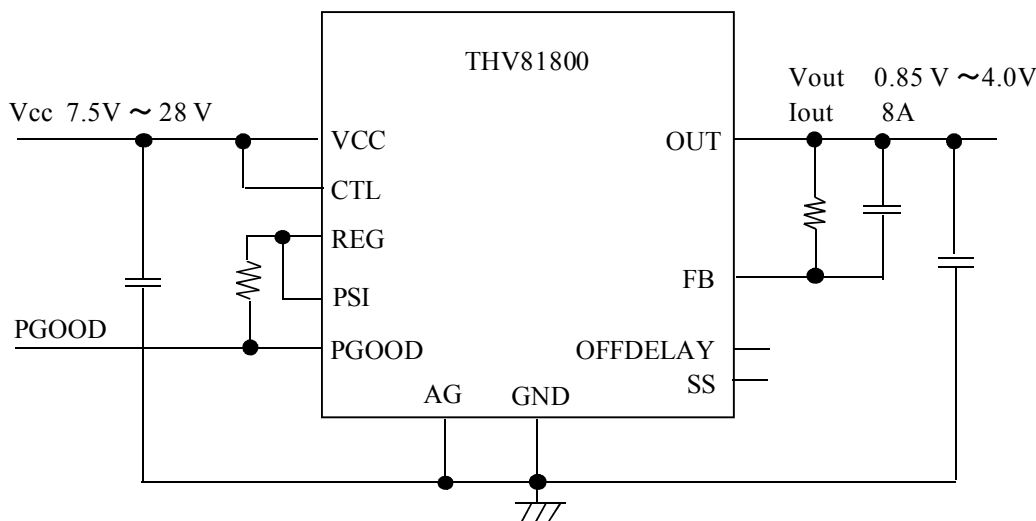 THV81800
Vcc 7.5V ～ 28 V
Vout 0.85 V ～4.0V
Iout 8A
VCC
OUT
CTL
REG
FB
PSI
PGOOD
PGOOD
OFFDELAY
SS
AG
GND